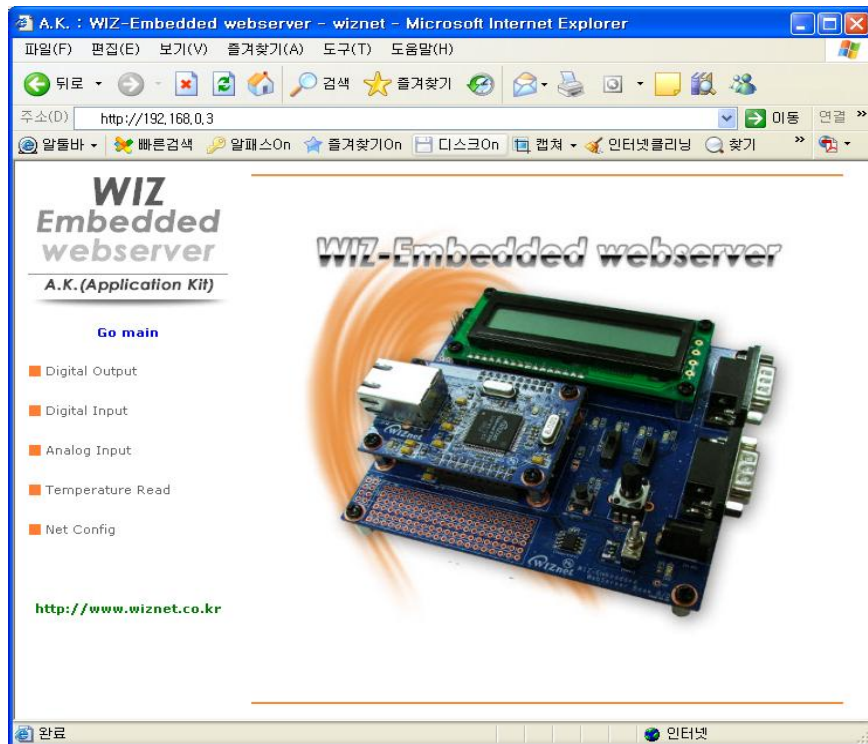 A.K. : WIZ-Embedded webserver - wiznet - Microsoft Internet Explorer
파일(F) 편집(E) 보기(V) 즐겨찾기(A) 도구(T) 도움말(H)
뒤로 검색 즐겨찾기
주소(D) http://192,168,0,3 이동 연결 »
알툴바 빠른검색 알패스On 즐겨찾기On 디스크On 캡쳐 인터넷클리닝 찾기 »
WIZ
Embedded
webserver
A.K.(Application Kit)
Go main
Digital Output
Digital Input
Analog Input
Temperature Read
Net Config
http://www.wiznet.co.kr
WIZ-Embedded webserver
WIZnet
WIZnet
WIZ-Embedded
완료 인터넷